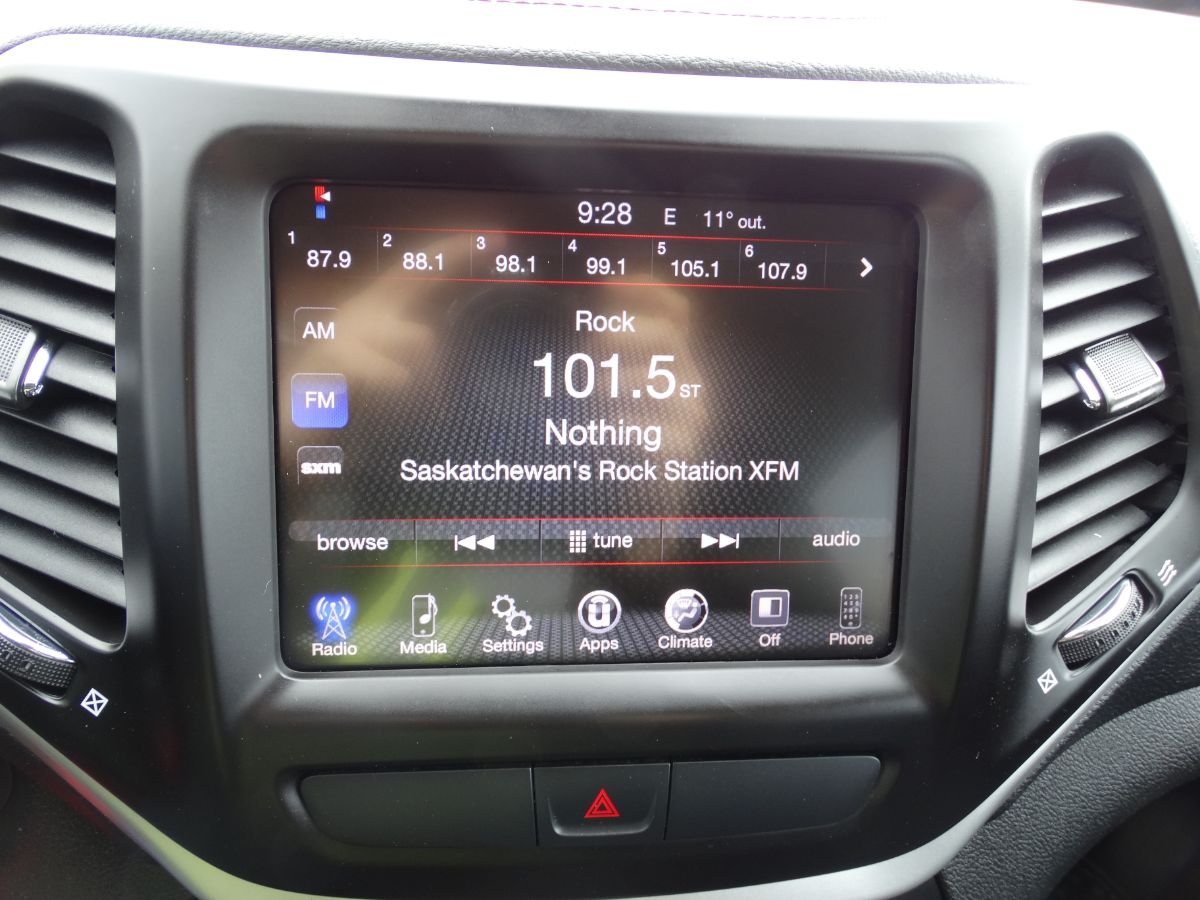 9:28 E 11° out.
1 87.9 2 88.1 3 98.1 4 99.1 5 105.1 6 107.9
AM
FM
sxm
Rock
101.5 ST
Nothing
Saskatchewan's Rock Station XFM
browse tune audio
Radio Media Settings Apps Climate Off Phone